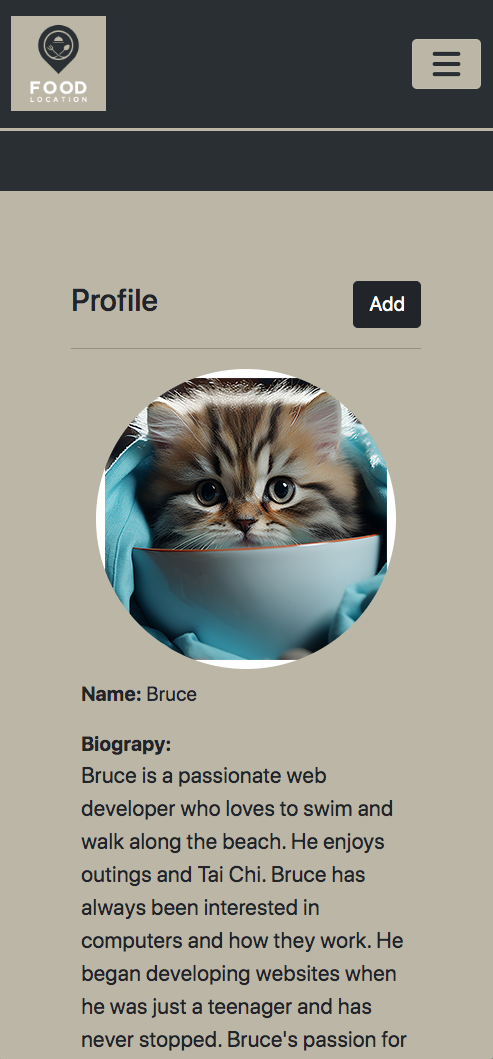 FOOD
LOCATION
Profile
Add
Name: Bruce
Biograpy:
Bruce is a passionate web
developer who loves to swim and
walk along the beach. He enjoys
outings and Tai Chi. Bruce has
always been interested in
computers and how they work. He
began developing websites when
he was just a teenager and has
never stopped. Bruce's passion for